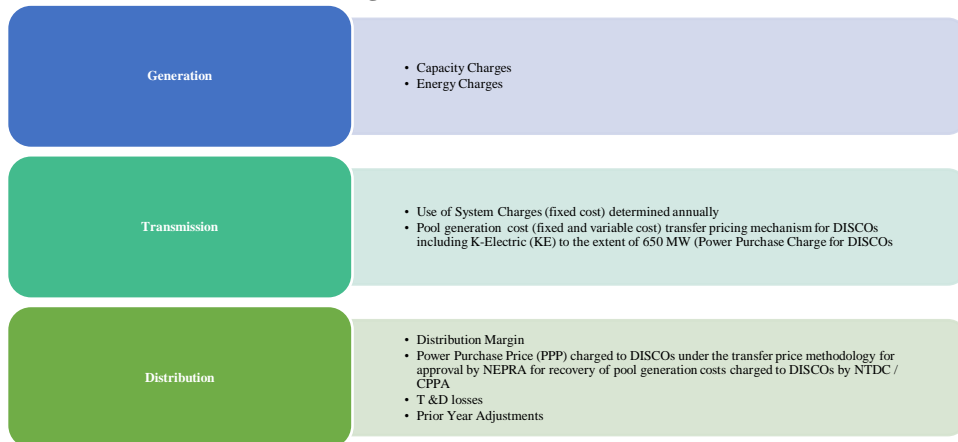 Generation
• Capacity Charges
• Energy Charges
Transmission
• Use of System Charges (fixed cost) determined annually
• Pool generation cost (fixed and variable cost) transfer pricing mechanism for DISCOs
including K-Electric (KE) to the extent of 650 MW (Power Purchase Charge for DISCOs
Distribution
• Distribution Margin
• Power Purchase Price (PPP) charged to DISCOs under the transfer price methodology for
approval by NEPRA for recovery of pool generation costs charged to DISCOs by NTDC /
CPPA
• T &D losses
• Prior Year Adjustments